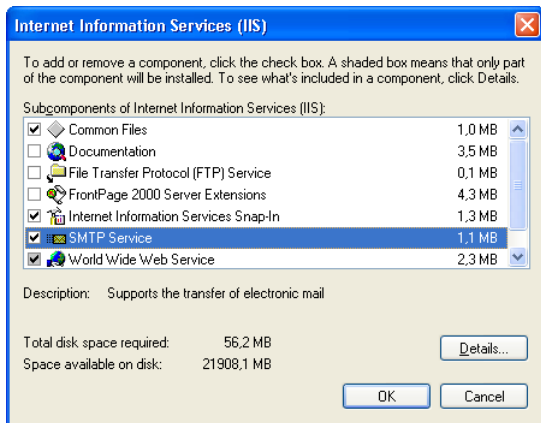 Internet Information Services (IIS)
To add or remove a component, click the check box. A shaded box means that only part
of the component will be installed. To see what's included in a component, click Details.
Subcomponents of Internet Information Services (IIS):
Common Files 1,0 MB
Documentation 3,5 MB
File Transfer Protocol (FTP) Service 0,1 MB
FrontPage 2000 Server Extensions 4,3 MB
Internet Information Services Snap-In 1,3 MB
SMTP Service 1,1 MB
World Wide Web Service 2,3 MB
Description: Supports the transfer of electronic mail
Total disk space required: 56,2 MB
Space available on disk: 21908,1 MB
Details...
OK Cancel